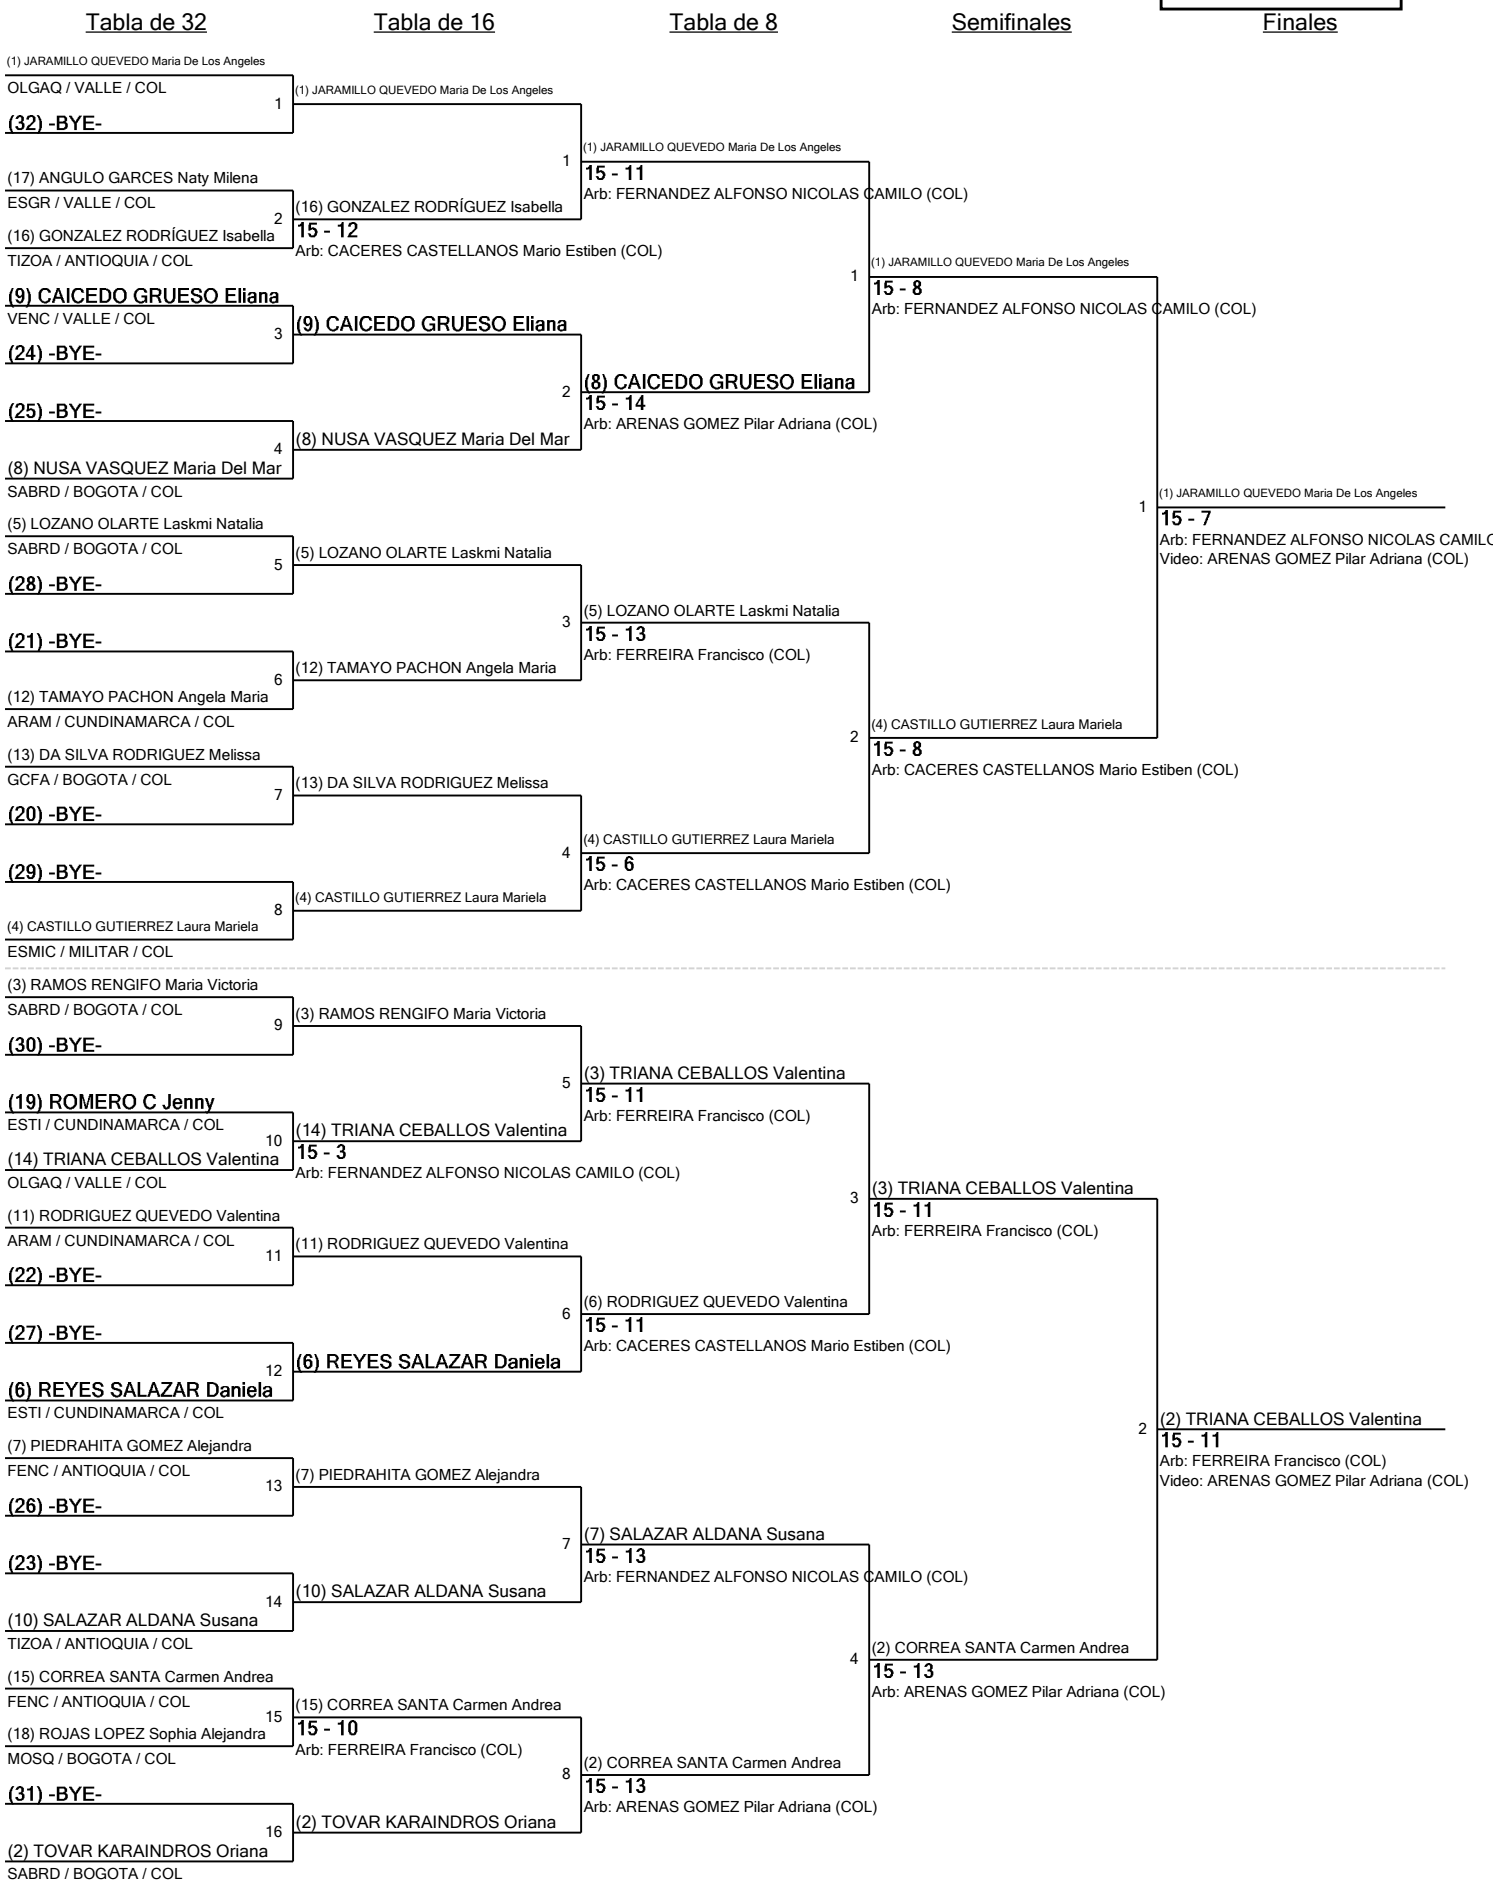 Tabla de 32
Tabla de 16
Tabla de 8
Semifinales
Finales
(1) JARAMILLO QUEVEDO Maria De Los Angeles
OLGAQ / VALLE / COL
1
(32) -BYE-
(17) ANGULO GARCES Naty Milena
ESGR / VALLE / COL
2
(16) GONZALEZ RODRÍGUEZ Isabella
TIZOA / ANTIOQUIA / COL
(9) CAICEDO GRUESO Eliana
VENC / VALLE / COL
3
(24) -BYE-
(25) -BYE-
4
(8) NUSA VASQUEZ Maria Del Mar
SABRD / BOGOTA / COL
(5) LOZANO OLARTE Laskmi Natalia
SABRD / BOGOTA / COL
5
(28) -BYE-
(21) -BYE-
6
(12) TAMAYO PACHON Angela Maria
ARAM / CUNDINAMARCA / COL
(13) DA SILVA RODRIGUEZ Melissa
GCFA / BOGOTA / COL
7
(20) -BYE-
(29) -BYE-
8
(4) CASTILLO GUTIERREZ Laura Mariela
ESMIC / MILITAR / COL
(3) RAMOS RENGIFO Maria Victoria
SABRD / BOGOTA / COL
9
(30) -BYE-
(19) ROMERO C Jenny
ESTI / CUNDINAMARCA / COL
10
(14) TRIANA CEBALLOS Valentina
OLGAQ / VALLE / COL
(11) RODRIGUEZ QUEVEDO Valentina
ARAM / CUNDINAMARCA / COL
11
(22) -BYE-
(27) -BYE-
12
(6) REYES SALAZAR Daniela
ESTI / CUNDINAMARCA / COL
(7) PIEDRAHITA GOMEZ Alejandra
FENC / ANTIOQUIA / COL
13
(26) -BYE-
(23) -BYE-
14
(10) SALAZAR ALDANA Susana
TIZOA / ANTIOQUIA / COL
(15) CORREA SANTA Carmen Andrea
FENC / ANTIOQUIA / COL
15
(18) ROJAS LOPEZ Sophia Alejandra
MOSQ / BOGOTA / COL
(31) -BYE-
16
(2) TOVAR KARAINDROS Oriana
SABRD / BOGOTA / COL
(1) JARAMILLO QUEVEDO Maria De Los Angeles
1
(16) GONZALEZ RODRÍGUEZ Isabella
15 - 12
Arb: CACERES CASTELLANOS Mario Estiben (COL)
(9) CAICEDO GRUESO Eliana
2
(8) NUSA VASQUEZ Maria Del Mar
(5) LOZANO OLARTE Laskmi Natalia
3
(12) TAMAYO PACHON Angela Maria
(13) DA SILVA RODRIGUEZ Melissa
4
(4) CASTILLO GUTIERREZ Laura Mariela
(3) RAMOS RENGIFO Maria Victoria
5
(14) TRIANA CEBALLOS Valentina
15 - 3
Arb: FERNANDEZ ALFONSO NICOLAS CAMILO (COL)
(11) RODRIGUEZ QUEVEDO Valentina
6
(6) REYES SALAZAR Daniela
(7) PIEDRAHITA GOMEZ Alejandra
7
(10) SALAZAR ALDANA Susana
(15) CORREA SANTA Carmen Andrea
15 - 10
Arb: FERREIRA Francisco (COL)
8
(2) TOVAR KARAINDROS Oriana
(1) JARAMILLO QUEVEDO Maria De Los Angeles
15 - 11
Arb: FERNANDEZ ALFONSO NICOLAS CAMILO (COL)
1
(8) CAICEDO GRUESO Eliana
15 - 14
Arb: ARENAS GOMEZ Pilar Adriana (COL)
(5) LOZANO OLARTE Laskmi Natalia
15 - 13
Arb: FERREIRA Francisco (COL)
2
(4) CASTILLO GUTIERREZ Laura Mariela
15 - 6
Arb: CACERES CASTELLANOS Mario Estiben (COL)
(3) TRIANA CEBALLOS Valentina
15 - 11
Arb: FERREIRA Francisco (COL)
3
(6) RODRIGUEZ QUEVEDO Valentina
15 - 11
Arb: CACERES CASTELLANOS Mario Estiben (COL)
(7) SALAZAR ALDANA Susana
15 - 13
Arb: FERNANDEZ ALFONSO NICOLAS CAMILO (COL)
4
(2) CORREA SANTA Carmen Andrea
15 - 13
Arb: ARENAS GOMEZ Pilar Adriana (COL)
(1) JARAMILLO QUEVEDO Maria De Los Angeles
15 - 8
Arb: FERNANDEZ ALFONSO NICOLAS CAMILO (COL)
1
(4) CASTILLO GUTIERREZ Laura Mariela
15 - 8
Arb: CACERES CASTELLANOS Mario Estiben (COL)
(3) TRIANA CEBALLOS Valentina
15 - 11
Arb: FERREIRA Francisco (COL)
2
(2) CORREA SANTA Carmen Andrea
15 - 13
Arb: ARENAS GOMEZ Pilar Adriana (COL)
(1) JARAMILLO QUEVEDO Maria De Los Angeles
15 - 7
Arb: FERNANDEZ ALFONSO NICOLAS CAMILO
Video: ARENAS GOMEZ Pilar Adriana (COL)
(2) TRIANA CEBALLOS Valentina
15 - 11
Arb: FERREIRA Francisco (COL)
Video: ARENAS GOMEZ Pilar Adriana (COL)